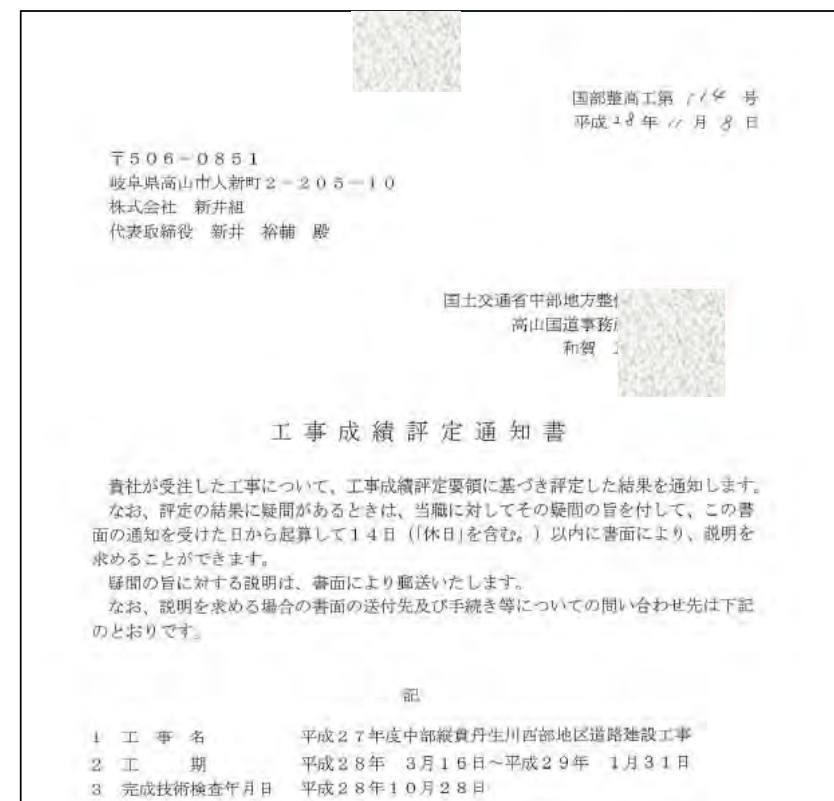 国部整高工第 114 号
平成28年11月8日
〒506-0851
岐阜県高山市大新町2-205-10
株式会社 新井組
代表取締役 新井 裕輔 殿
国土交通省中部地方整
高山国道事務
和賀
工事成績評定通知書
貴社が受注した工事について、工事成績評定要領に基づき評定した結果を通知します。
なお、評定の結果に疑問があるときは、当職に対してその疑問の旨を付して、この書
面の通知を受けた日から起算して14日（「休日」を含む。）以内に書面により、説明を
求めることができます。
疑問の旨に対する説明は、書面により郵送いたします。
なお、説明を求める場合の書面の送付先及び手続き等についての問い合わせ先は下記
のとおりです。
記
1 工事名 平成27年度中部縦貫丹生川西部地区道路建設工事
2 工期 平成28年 3月16日～平成29年 1月31日
3 完成技術検査年月日 平成28年10月28日